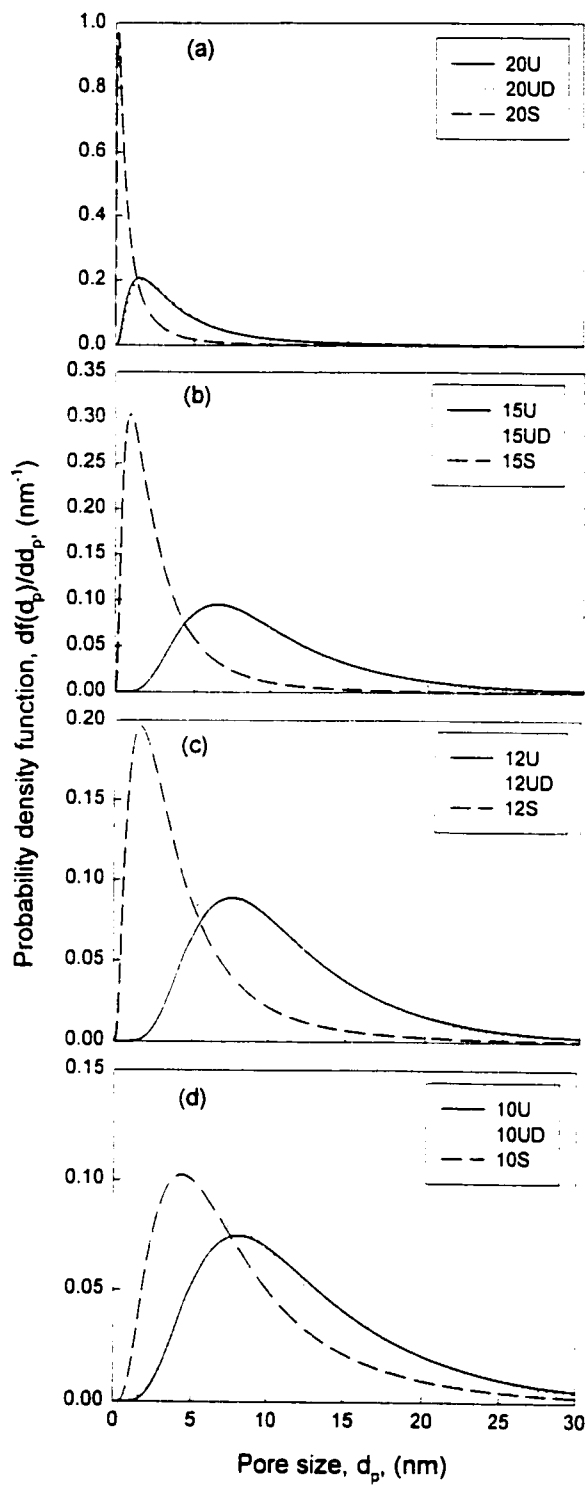 Probability density function, df(d_p)/dd_p, (nm⁻¹)
(a)
20U
20UD
20S
1.0
0.8
0.6
0.4
0.2
0.0
(b)
15U
15UD
15S
0.35
0.30
0.25
0.20
0.15
0.10
0.05
0.00
(c)
12U
12UD
12S
0.20
0.15
0.10
0.05
0.00
(d)
10U
10UD
10S
0.15
0.10
0.05
0.00
0 5 10 15 20 25 30
Pore size, d_p, (nm)